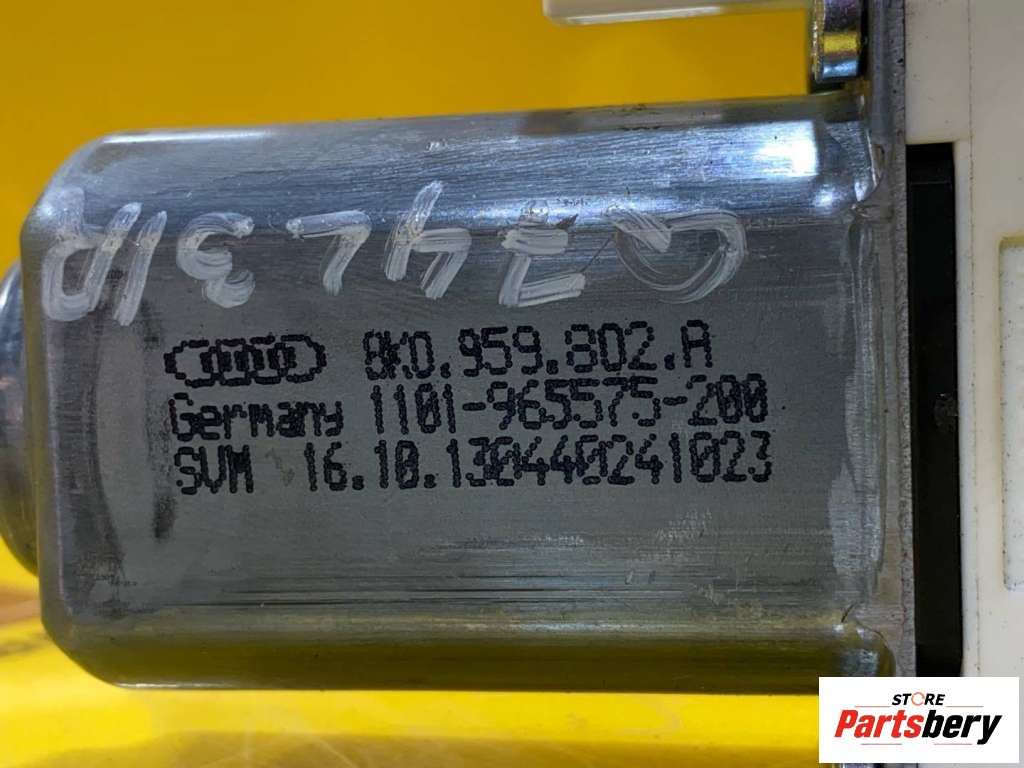 8K0.959.802.A
Germany 1101-965575-200
SVM 16.10.130440241023
STORE
Partsbery